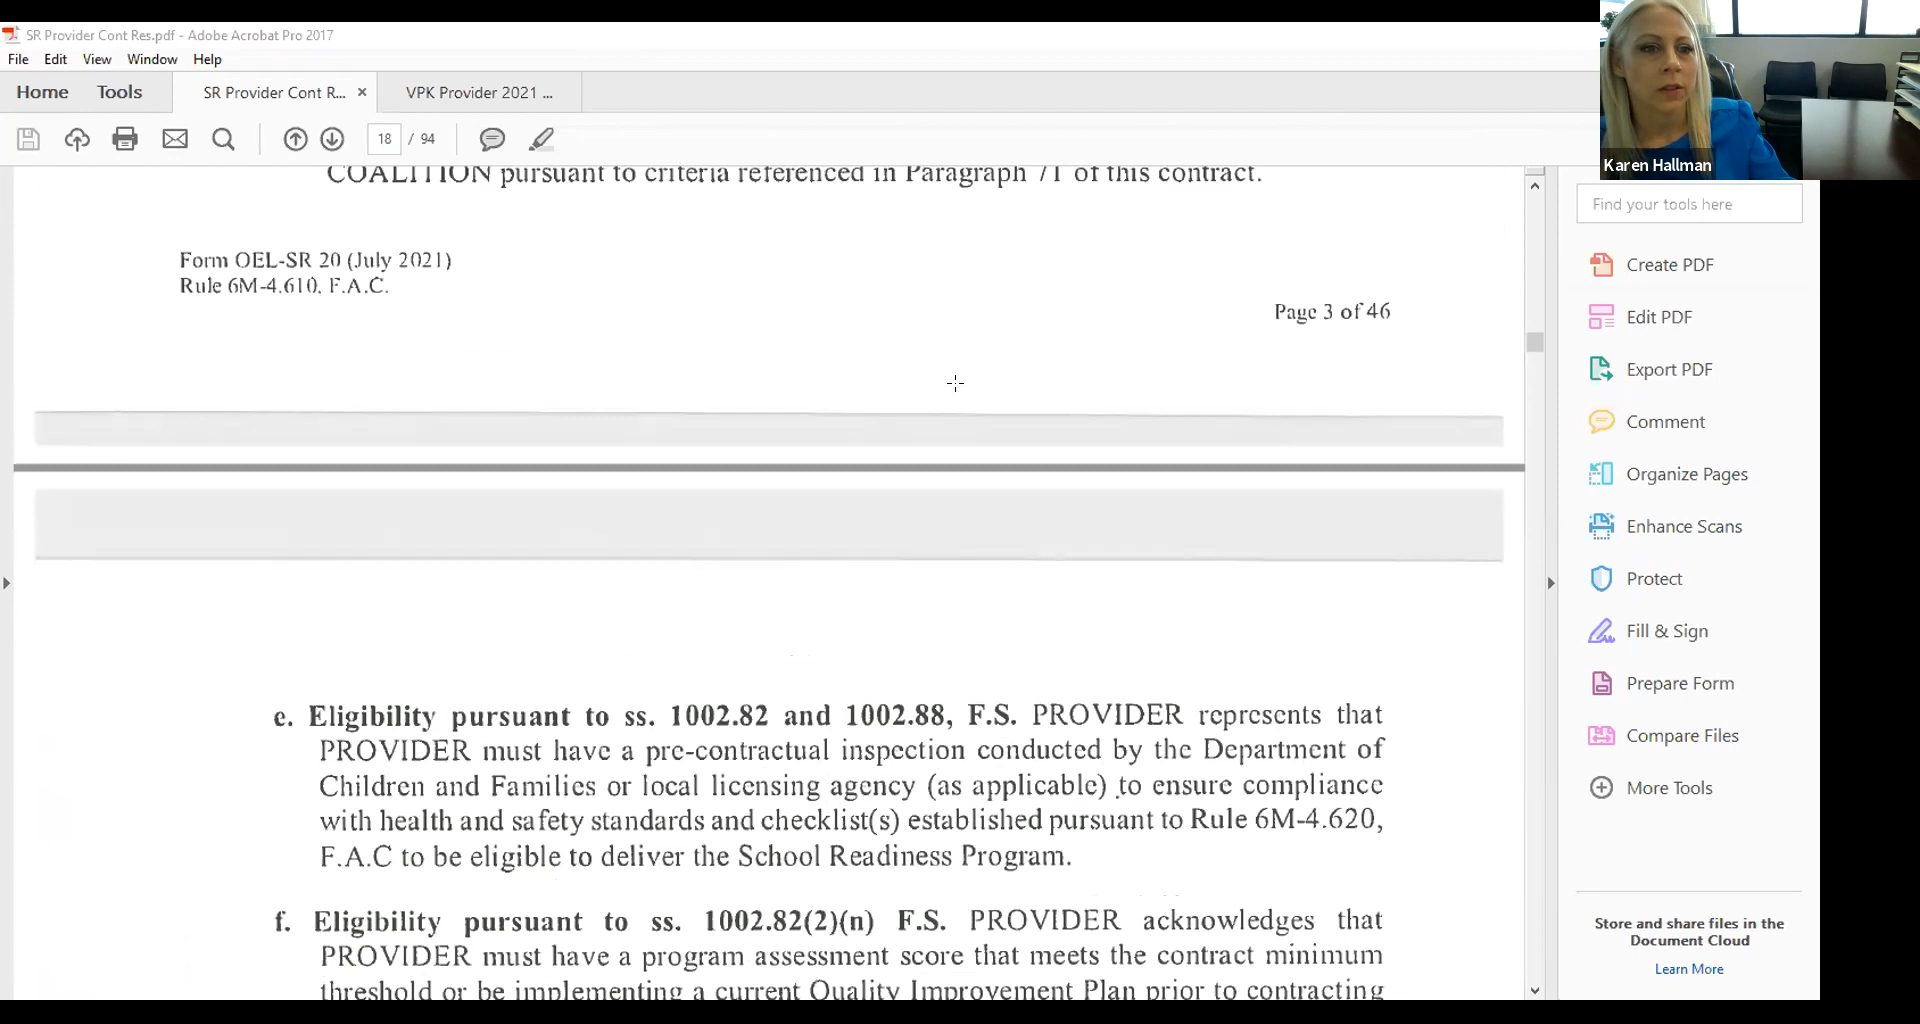 SR Provider Cont Res.pdf - Adobe Acrobat Pro 2017
File Edit View Window Help
Home Tools SR Provider Cont R... × VPK Provider 2021 ...
18 / 94
Karen Hallman
COALITION pursuant to criteria referenced in Paragraph 71 of this contract.
Form OEL-SR 20 (July 2021)
Rule 6M-4.610, F.A.C.
Page 3 of 46
e. Eligibility pursuant to ss. 1002.82 and 1002.88, F.S. PROVIDER represents that
PROVIDER must have a pre-contractual inspection conducted by the Department of
Children and Families or local licensing agency (as applicable) to ensure compliance
with health and safety standards and checklist(s) established pursuant to Rule 6M-4.620,
F.A.C to be eligible to deliver the School Readiness Program.
f. Eligibility pursuant to ss. 1002.82(2)(n) F.S. PROVIDER acknowledges that
PROVIDER must have a program assessment score that meets the contract minimum
threshold or be implementing a current Quality Improvement Plan prior to contracting
Find your tools here
Create PDF
Edit PDF
Export PDF
Comment
Organize Pages
Enhance Scans
Protect
Fill & Sign
Prepare Form
Compare Files
More Tools
Store and share files in the
Document Cloud
Learn More